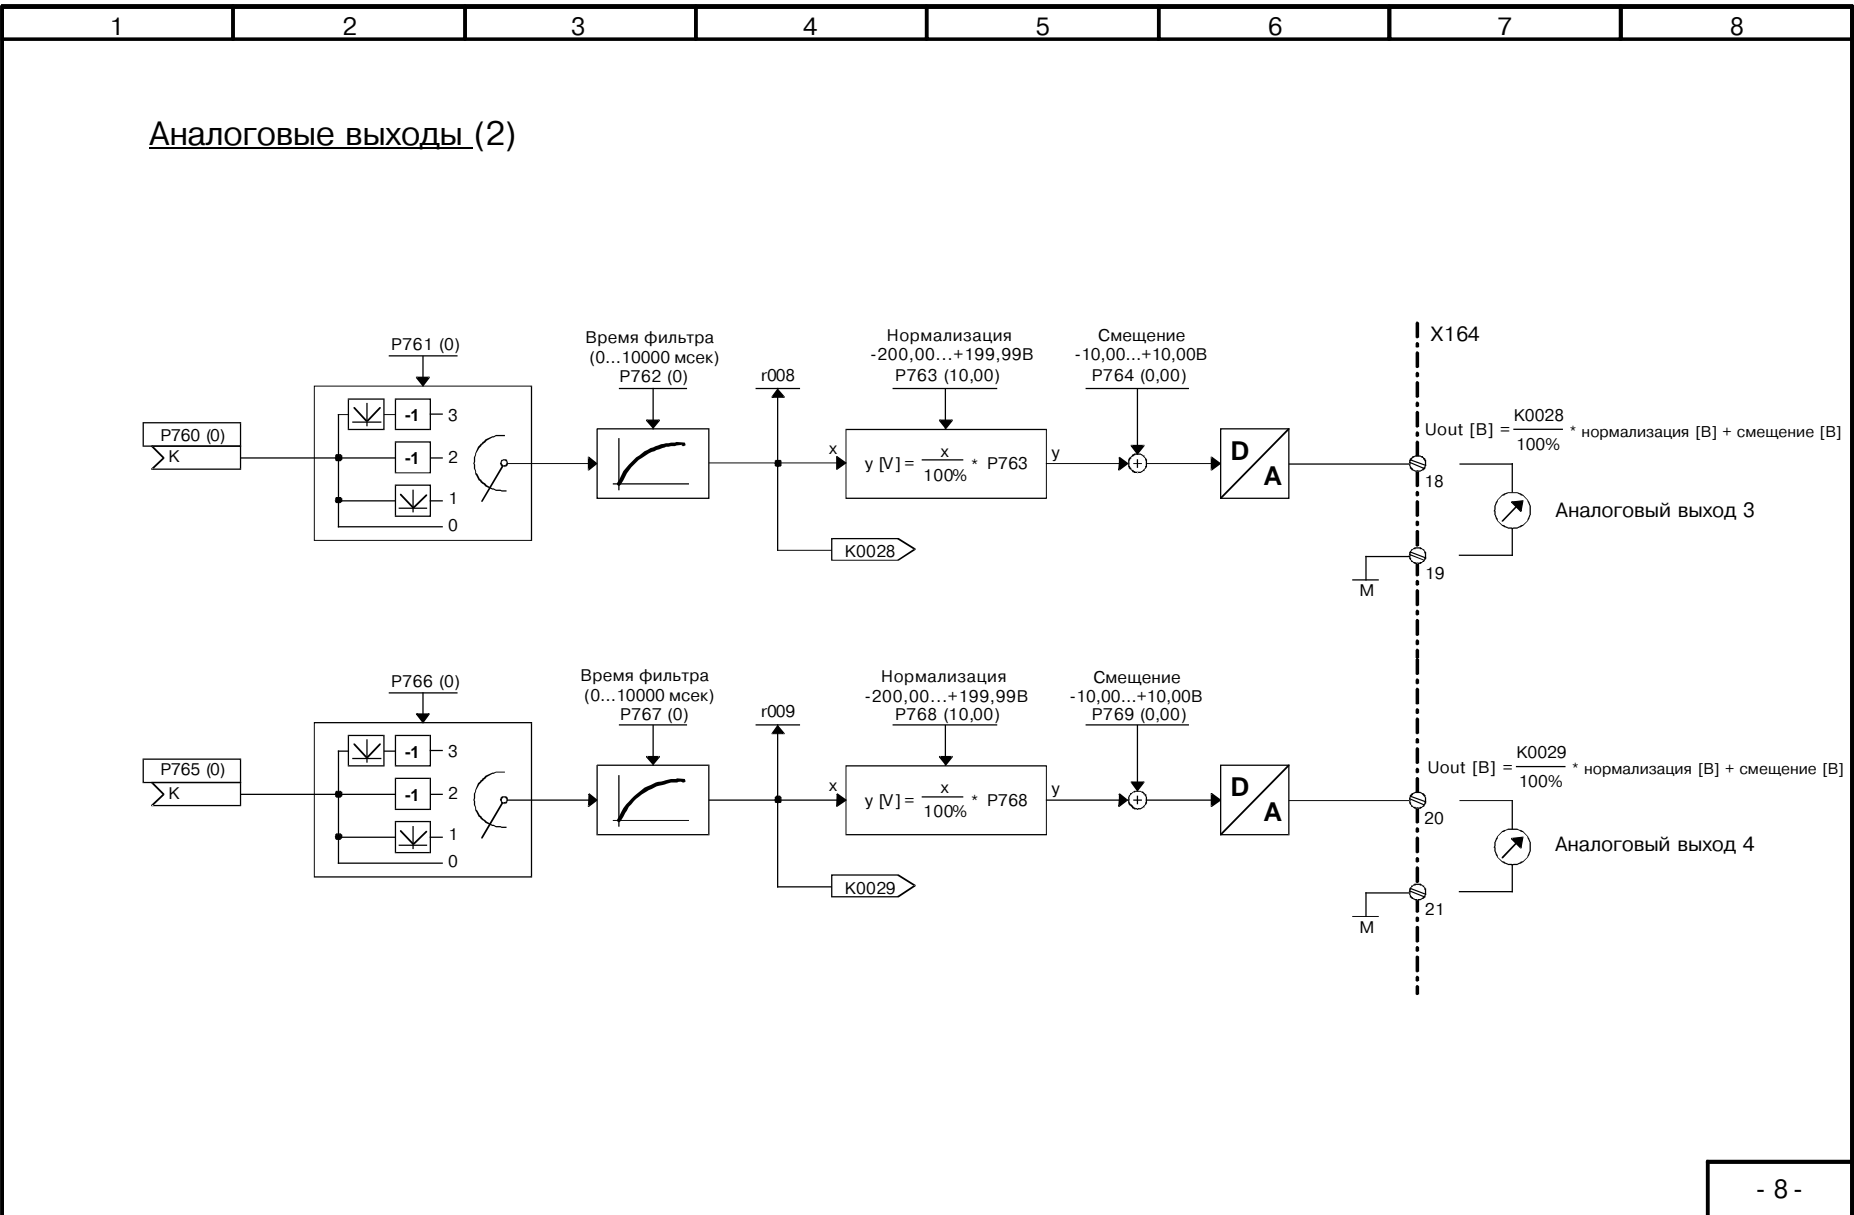 1 2 3 4 5 6 7 8
Аналоговые выходы (2)
P761 (0)
Время фильтра
(0...10000 мсек)
P762 (0)
r008
Нормализация
-200,00...+199,99В
P763 (10,00)
Смещение
-10,00...+10,00В
P764 (0,00)
X164
P760 (0)
K
-1 3
-1 2
1
0
x
y [V] = x / 100% * P763
y
+
D
A
Uout [В] = K0028 / 100% * нормализация [В] + смещение [В]
18
Аналоговый выход 3
K0028
19
M
P766 (0)
Время фильтра
(0...10000 мсек)
P767 (0)
r009
Нормализация
-200,00...+199,99В
P768 (10,00)
Смещение
-10,00...+10,00В
P769 (0,00)
P765 (0)
K
-1 3
-1 2
1
0
x
y [V] = x / 100% * P768
y
+
D
A
Uout [В] = K0029 / 100% * нормализация [В] + смещение [В]
20
Аналоговый выход 4
K0029
21
M
- 8 -